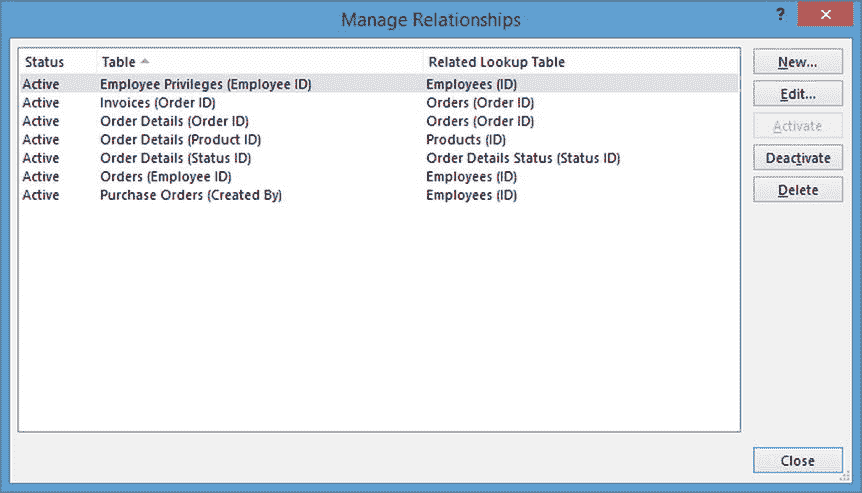 Manage Relationships
?
Status Table Related Lookup Table
Active Employee Privileges (Employee ID) Employees (ID)
Active Invoices (Order ID) Orders (Order ID)
Active Order Details (Order ID) Orders (Order ID)
Active Order Details (Product ID) Products (ID)
Active Order Details (Status ID) Order Details Status (Status ID)
Active Orders (Employee ID) Employees (ID)
Active Purchase Orders (Created By) Employees (ID)
New...
Edit...
Activate
Deactivate
Delete
Close